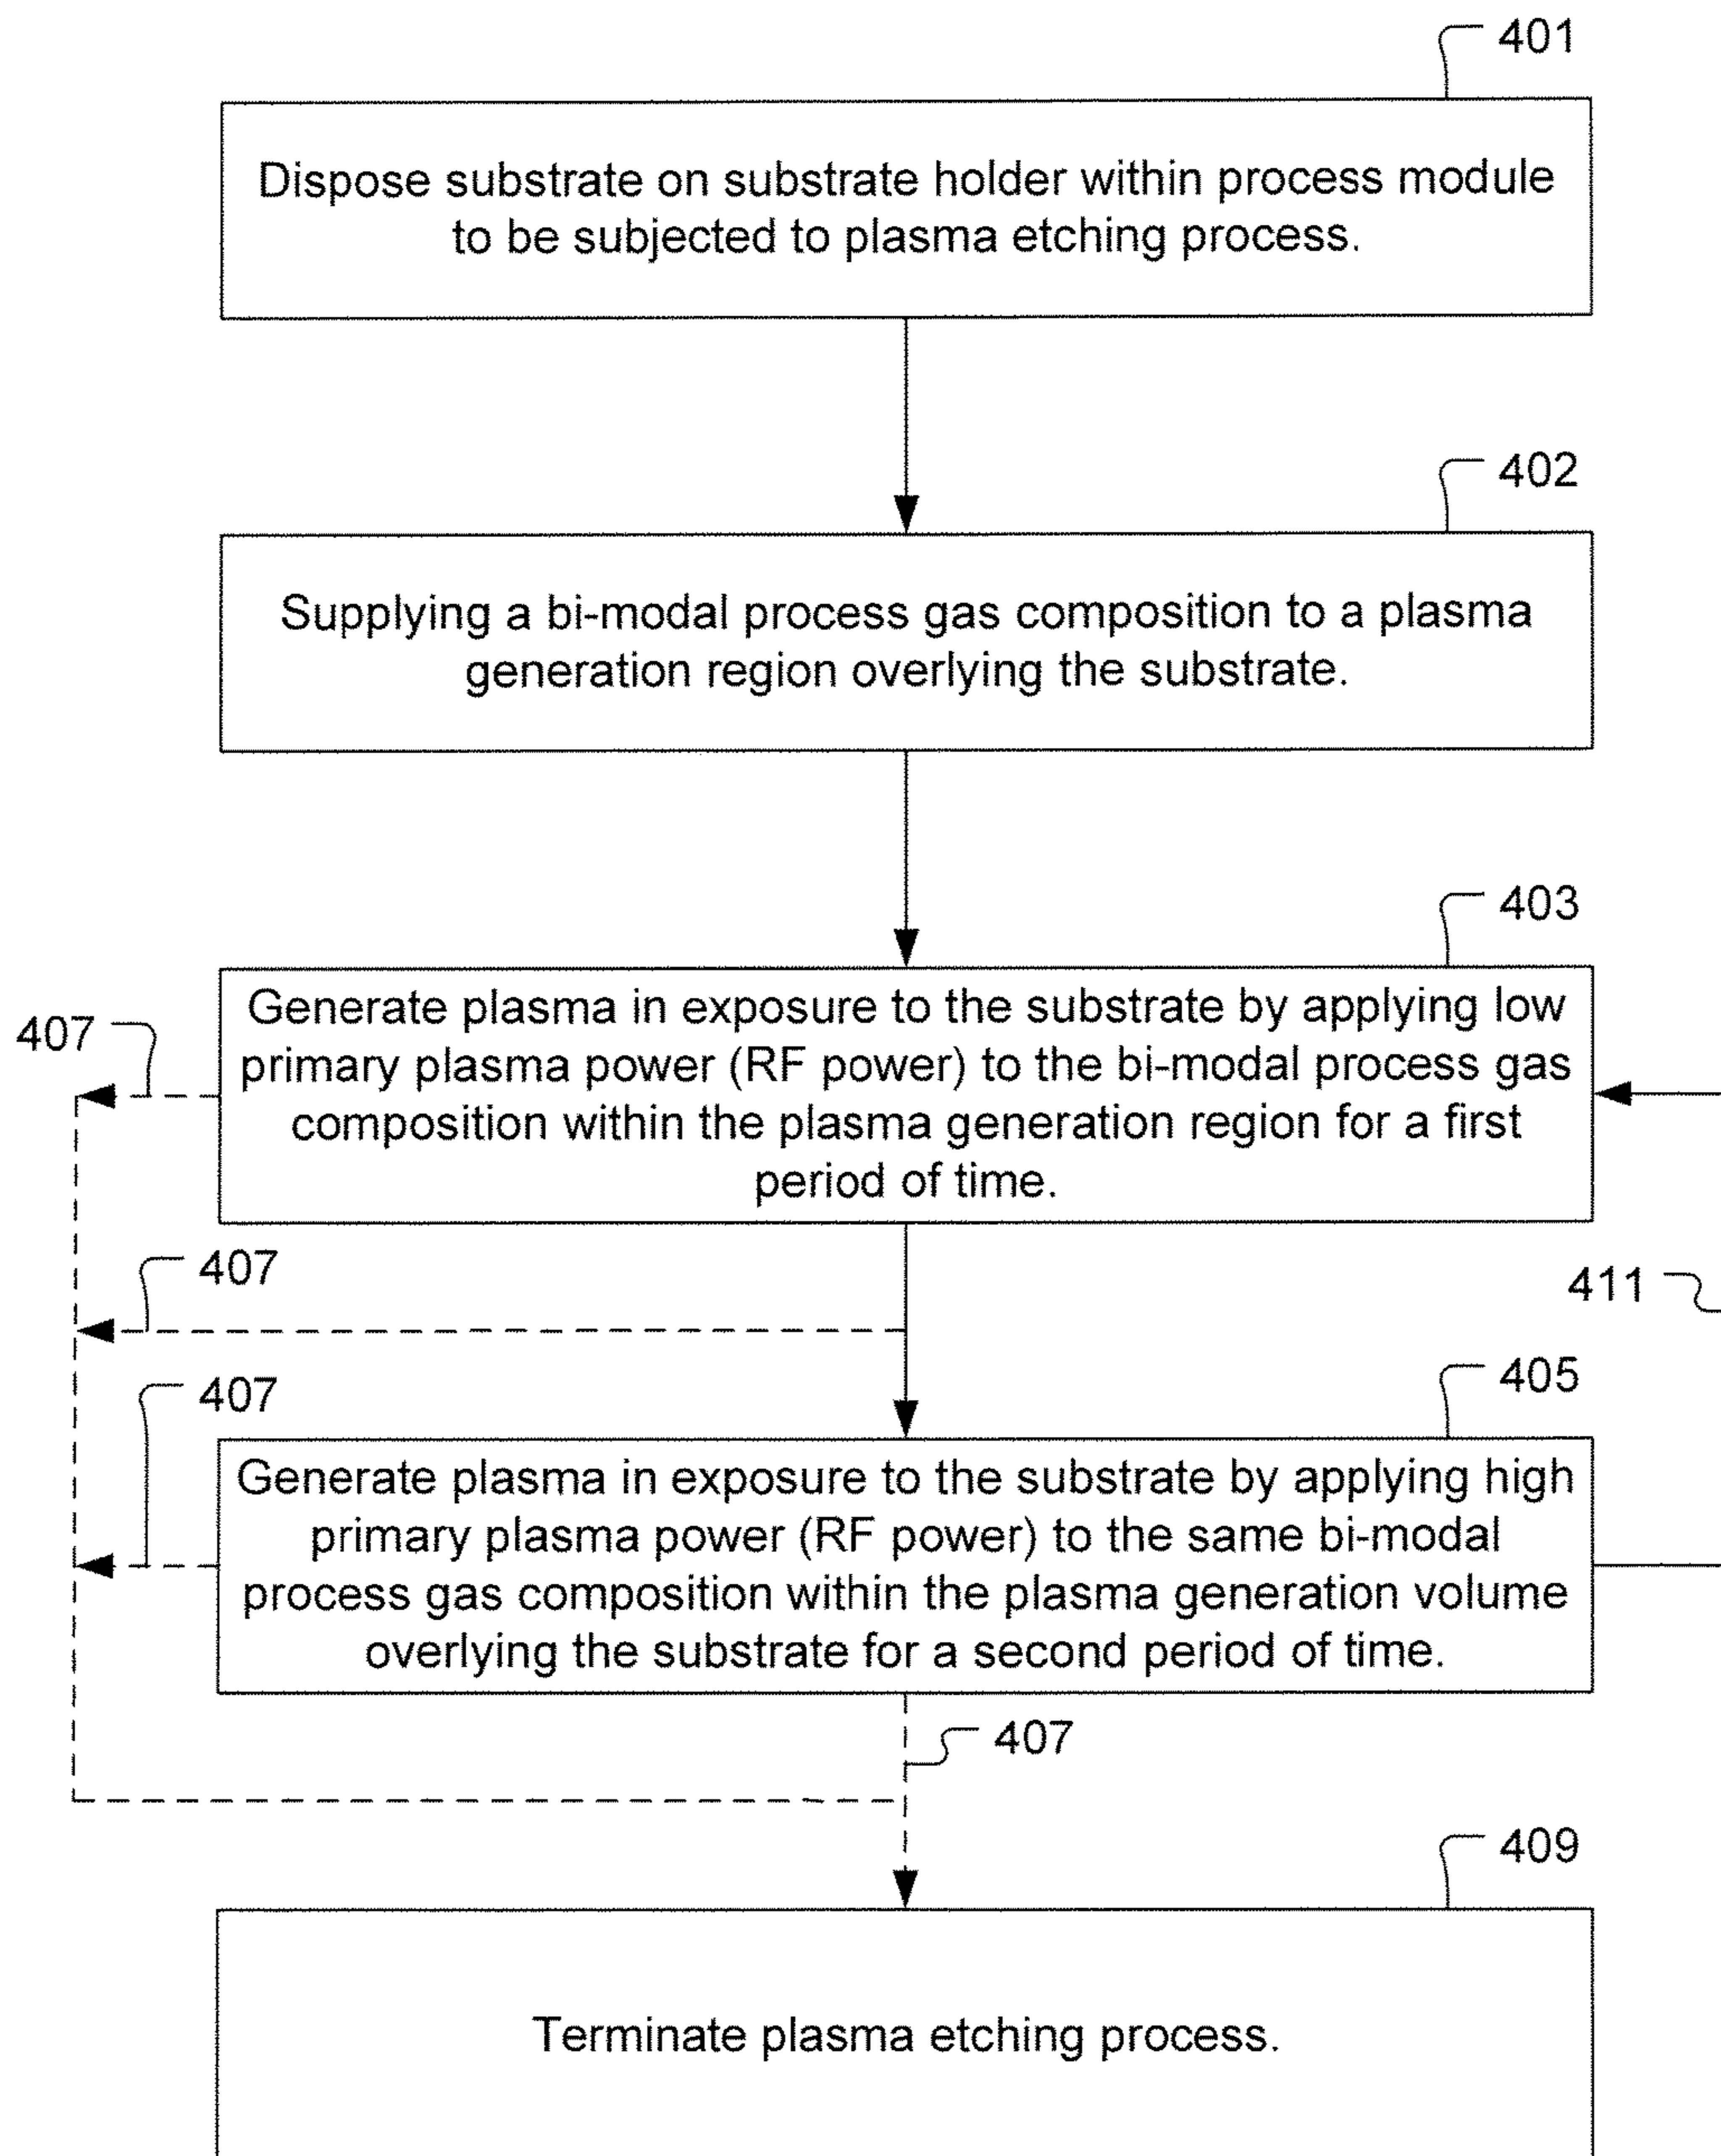 401
Dispose substrate on substrate holder within process module
to be subjected to plasma etching process.
402
Supplying a bi-modal process gas composition to a plasma
generation region overlying the substrate.
403
Generate plasma in exposure to the substrate by applying low
primary plasma power (RF power) to the bi-modal process gas
composition within the plasma generation region for a first
period of time.
407
407
411
407
405
Generate plasma in exposure to the substrate by applying high
primary plasma power (RF power) to the same bi-modal
process gas composition within the plasma generation volume
overlying the substrate for a second period of time.
407
409
Terminate plasma etching process.